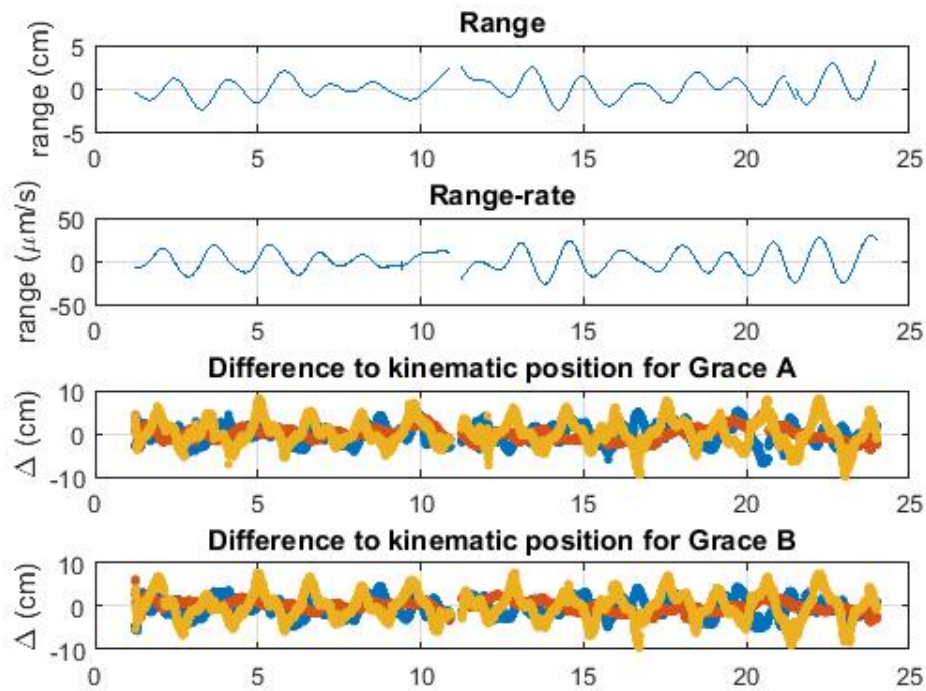 Range
range (cm)
5
0
-5
0 5 10 15 20 25
Range-rate
range (μm/s)
50
0
-50
0 5 10 15 20 25
Difference to kinematic position for Grace A
Δ (cm)
10
0
-10
0 5 10 15 20 25
Difference to kinematic position for Grace B
Δ (cm)
10
0
-10
0 5 10 15 20 25